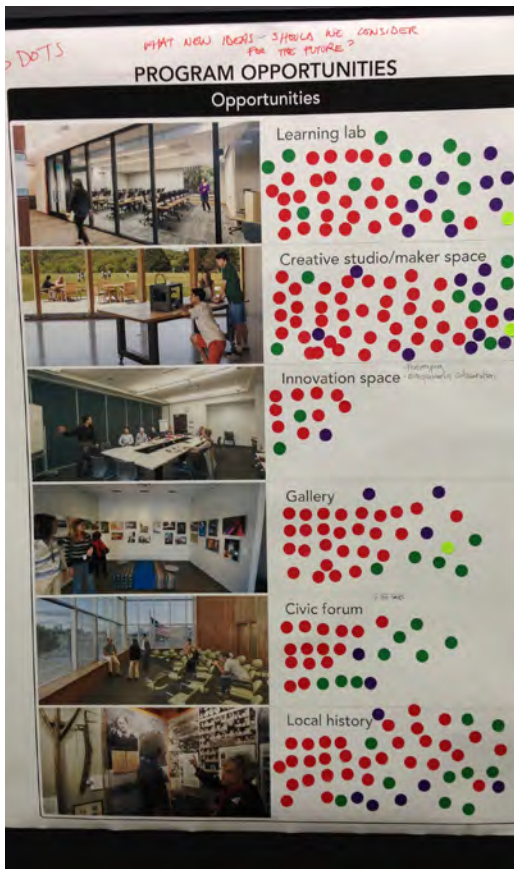 DOTS
WHAT NEW IDEAS SHOULD WE CONSIDER
FOR THE FUTURE?
PROGRAM OPPORTUNITIES
Opportunities
Learning lab
Creative studio/maker space
Innovation space
Gallery
Civic forum
Local history